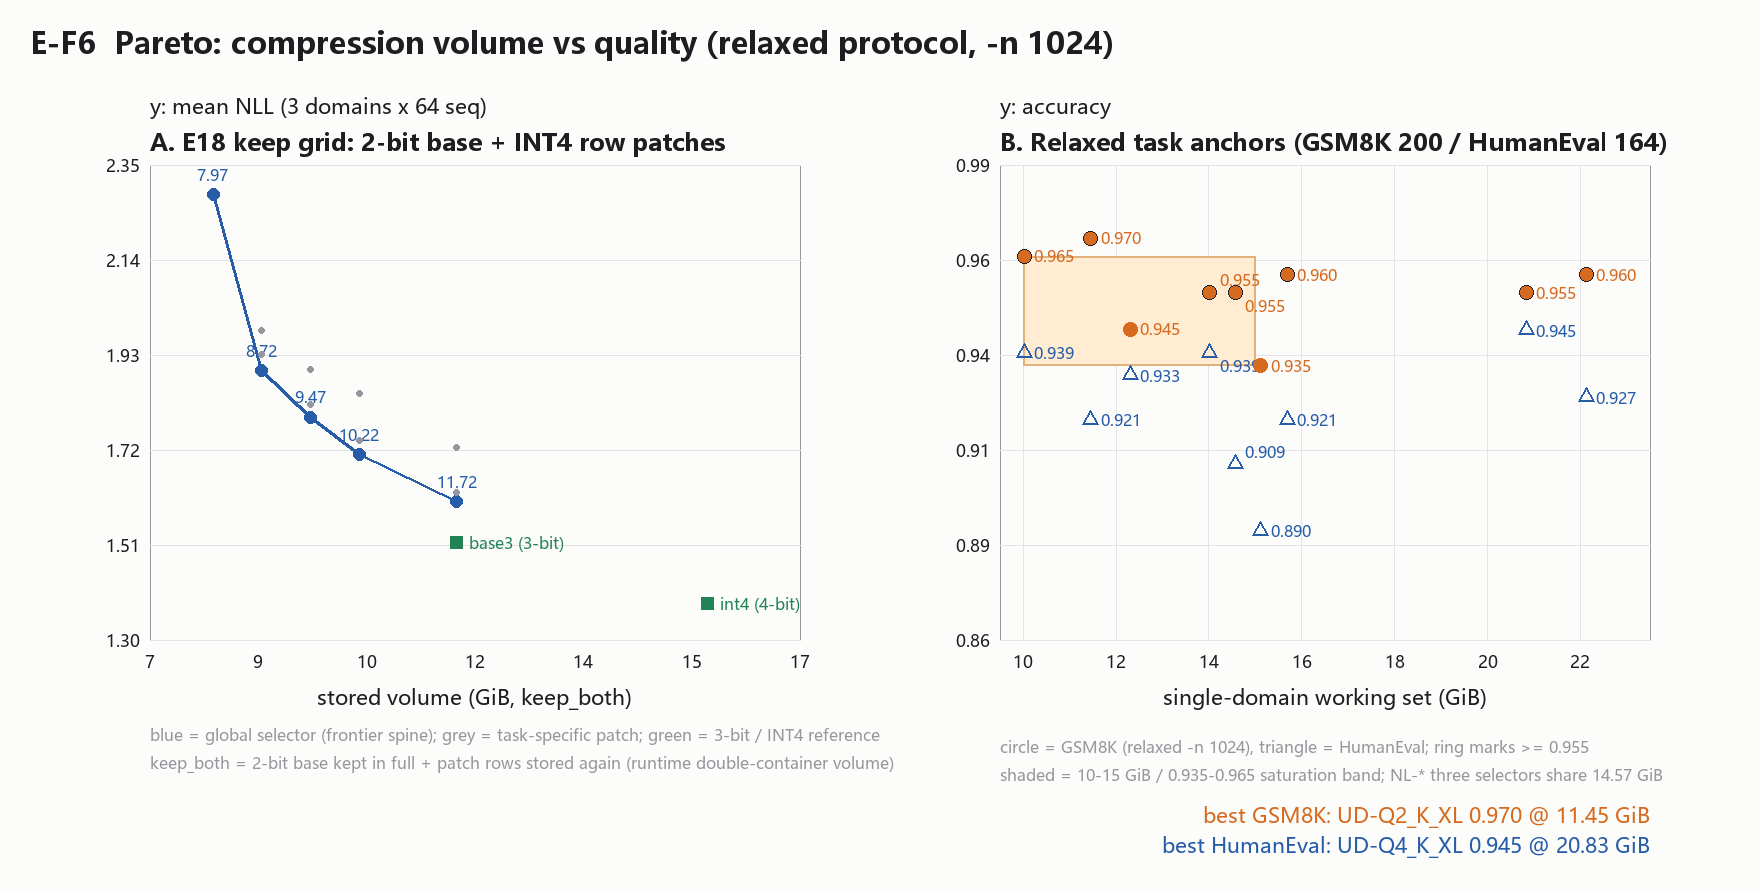 E-F6 Pareto: compression volume vs quality (relaxed protocol, -n 1024)
y: mean NLL (3 domains x 64 seq)
A. E18 keep grid: 2-bit base + INT4 row patches
2.35
2.14
1.93
1.72
1.51
1.30
7.97
8.72
9.47
10.22
11.72
base3 (3-bit)
int4 (4-bit)
7 9 10 12 14 15 17
stored volume (GiB, keep_both)
blue = global selector (frontier spine); grey = task-specific patch; green = 3-bit / INT4 reference
keep_both = 2-bit base kept in full + patch rows stored again (runtime double-container volume)
y: accuracy
B. Relaxed task anchors (GSM8K 200 / HumanEval 164)
0.99
0.96
0.94
0.91
0.89
0.86
0.970
0.965
0.955
0.960
0.960
0.955
0.955
0.945
0.945
0.939
0.939
0.935
0.933
0.927
0.921
0.921
0.909
0.890
10 12 14 16 18 20 22
single-domain working set (GiB)
circle = GSM8K (relaxed -n 1024), triangle = HumanEval; ring marks >= 0.955
shaded = 10-15 GiB / 0.935-0.965 saturation band; NL-* three selectors share 14.57 GiB
best GSM8K: UD-Q2_K_XL 0.970 @ 11.45 GiB
best HumanEval: UD-Q4_K_XL 0.945 @ 20.83 GiB